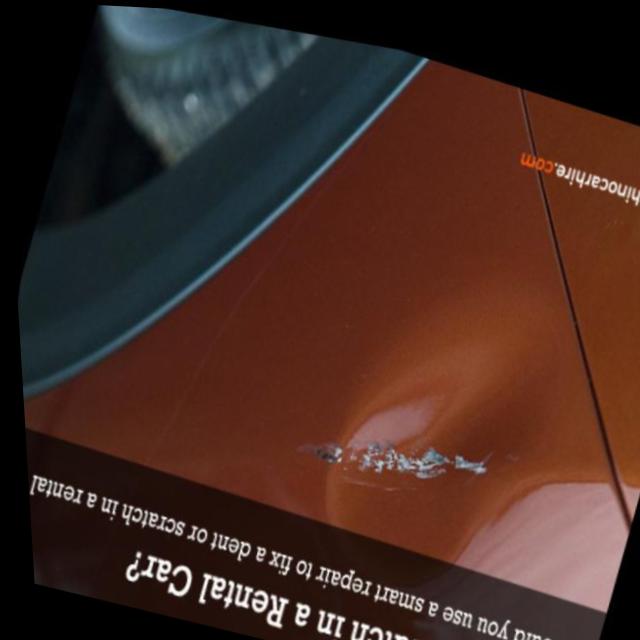 in a Rental Car?
you use a smart repair to fix a dent or scratch in a rental
hinocarhire.com